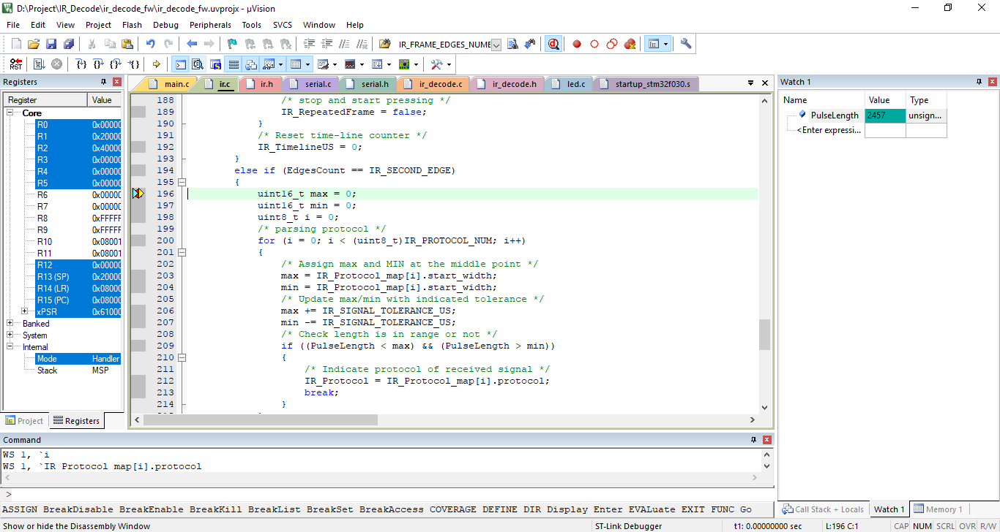 D:\Project\IR_Decode\ir_decode_fw\ir_decode_fw.uvprojx - µVision
File Edit View Project Flash Debug Peripherals Tools SVCS Window Help
IR_FRAME_EDGES_NUME
RST
Registers
Register Value
Core
R0 0x00000
R1 0x20000
R2 0x40000
R3 0x00000
R4 0x00000
R5 0x00000
R6 0x00000
R7 0x00000
R8 0xFFFFF
R9 0xFFFFF
R10 0x08001
R11 0x08001
R12 0x00000
R13 (SP) 0x20000
R14 (LR) 0x08000
R15 (PC) 0x08000
xPSR 0x61000
Banked
System
Internal
Mode Handler
Stack MSP
Project Registers
main.c ir.c ir.h serial.c serial.h ir_decode.c ir_decode.h led.c startup_stm32f030.s
188 /* stop and start pressing */
189 IR_RepeatedFrame = false;
190 }
191 /* Reset time-line counter */
192 IR_TimelineUS = 0;
193 }
194 else if (EdgesCount == IR_SECOND_EDGE)
195 {
196 uint16_t max = 0;
197 uint16_t min = 0;
198 uint8_t i = 0;
199 /* parsing protocol */
200 for (i = 0; i < (uint8_t)IR_PROTOCOL_NUM; i++)
201 {
202 /* Assign max and MIN at the middle point */
203 max = IR_Protocol_map[i].start_width;
204 min = IR_Protocol_map[i].start_width;
205 /* Update max/min with indicated tolerance */
206 max += IR_SIGNAL_TOLERANCE_US;
207 min -= IR_SIGNAL_TOLERANCE_US;
208 /* Check length is in range or not */
209 if ((PulseLength < max) && (PulseLength > min))
210 {
211 /* Indicate protocol of received signal */
212 IR_Protocol = IR_Protocol_map[i].protocol;
213 break;
214 }
Watch 1
Name Value Type
PulseLength 2457 unsign...
<Enter expressi...
Command
WS 1, `i
WS 1, `IR_Protocol_map[i].protocol
>
ASSIGN BreakDisable BreakEnable BreakKill BreakList BreakSet BreakAccess COVERAGE DEFINE DIR Display Enter EVALuate EXIT FUNC Go
Call Stack + Locals Watch 1 Memory 1
Show or hide the Disassembly Window ST-Link Debugger t1: 0.00000000 sec L:196 C:1 CAP NUM SCRL OVR R/W